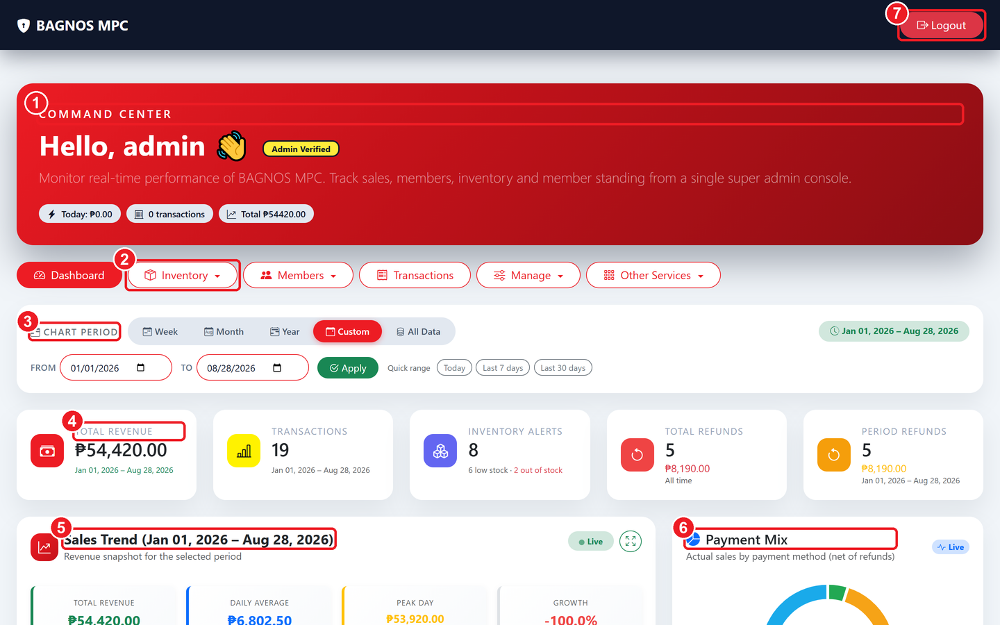 BAGNOS MPC
7
Logout
1
COMMAND CENTER
Hello, admin
Admin Verified
Monitor real-time performance of BAGNOS MPC. Track sales, members, inventory and member standing from a single super admin console.
Today: ₱0.00
0 transactions
Total ₱54420.00
2
Dashboard
Inventory
Members
Transactions
Manage
Other Services
3
CHART PERIOD
Week
Month
Year
Custom
All Data
Jan 01, 2026 – Aug 28, 2026
FROM 01/01/2026 TO 08/28/2026 Apply Quick range Today Last 7 days Last 30 days
4
TOTAL REVENUE
₱54,420.00
Jan 01, 2026 – Aug 28, 2026
TRANSACTIONS
19
Jan 01, 2026 – Aug 28, 2026
INVENTORY ALERTS
8
6 low stock · 2 out of stock
TOTAL REFUNDS
5
₱8,190.00
All time
PERIOD REFUNDS
5
₱8,190.00
Jan 01, 2026 – Aug 28, 2026
5
Sales Trend (Jan 01, 2026 – Aug 28, 2026)
Revenue snapshot for the selected period
Live
TOTAL REVENUE
₱54,420.00
DAILY AVERAGE
₱6,802.50
PEAK DAY
₱53,920.00
GROWTH
-100.0%
6
Payment Mix
Actual sales by payment method (net of refunds)
Live